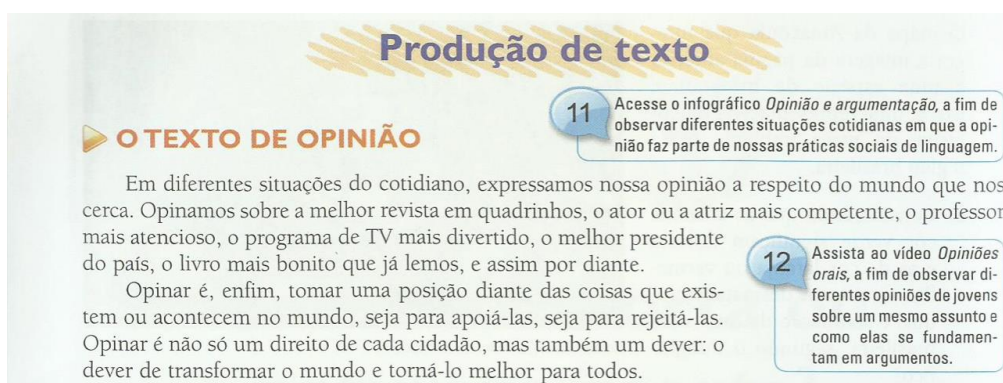 Produção de texto
11
Acesse o infográfico Opinião e argumentação, a fim de
observar diferentes situações cotidianas em que a opi-
nião faz parte de nossas práticas sociais de linguagem.
O TEXTO DE OPINIÃO
Em diferentes situações do cotidiano, expressamos nossa opinião a respeito do mundo que nos
cerca. Opinamos sobre a melhor revista em quadrinhos, o ator ou a atriz mais competente, o professor
mais atencioso, o programa de TV mais divertido, o melhor presidente
do país, o livro mais bonito que já lemos, e assim por diante.
Opinar é, enfim, tomar uma posição diante das coisas que exis-
tem ou acontecem no mundo, seja para apoiá-las, seja para rejeitá-las.
Opinar é não só um direito de cada cidadão, mas também um dever: o
dever de transformar o mundo e torná-lo melhor para todos.
12
Assista ao vídeo Opiniões
orais, a fim de observar di-
ferentes opiniões de jovens
sobre um mesmo assunto e
como elas se fundamen-
tam em argumentos.